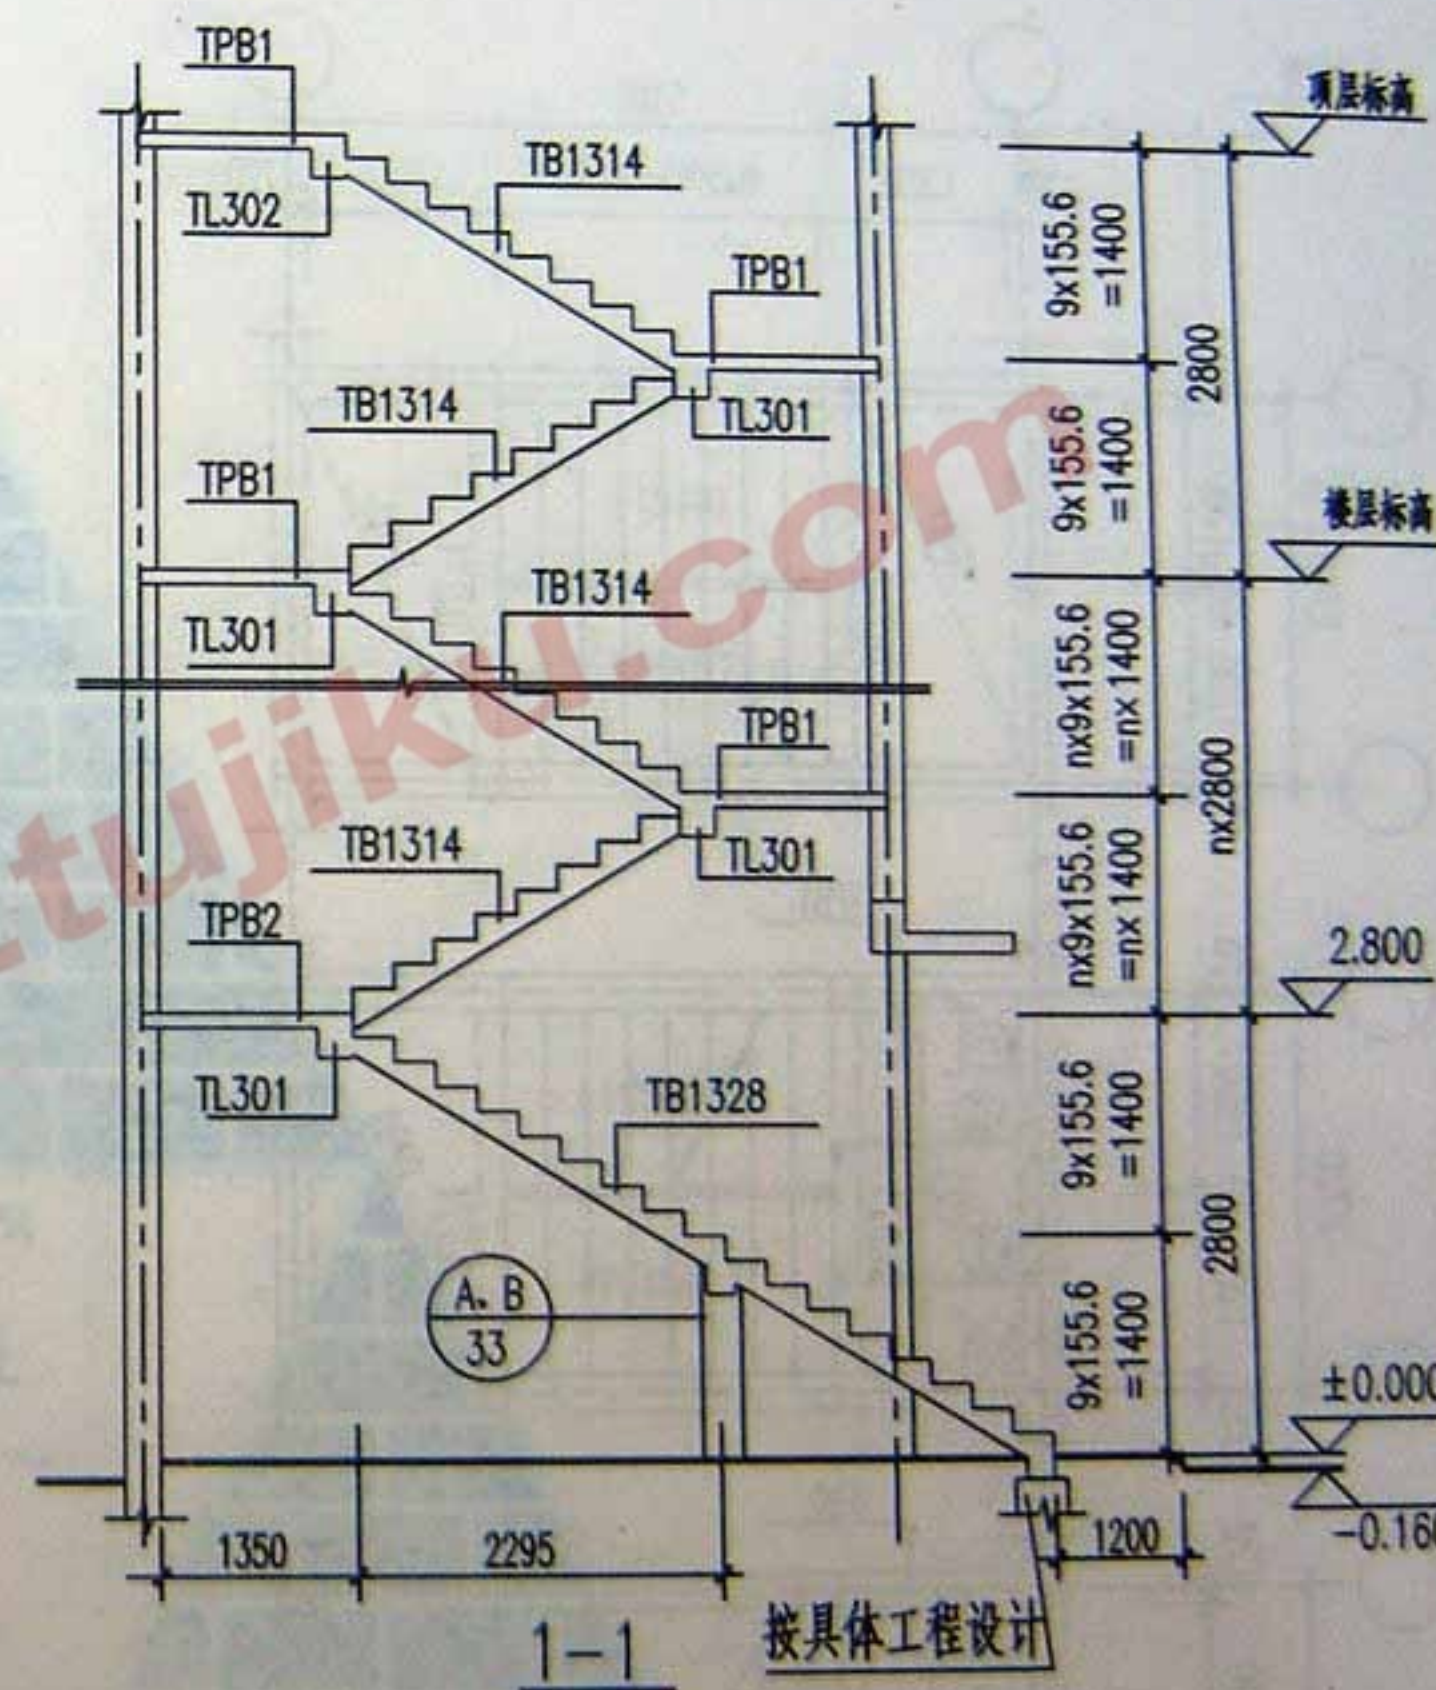 TPB1
顶层标高
TB1314
TL302
9x155.6
=1400
TPB1
2800
TB1314
TL301
9x155.6
=1400
TPB1
楼层标高
TB1314
TL301
nx9x155.6
=nx1400
TPB1
nx2800
TB1314
TL301
nx9x155.6
=nx1400
TPB2
2.800
TL301
TB1328
9x155.6
=1400
2800
A、B
33
9x155.6
=1400
±0.000
1350
2295
1200
-0.16
按具体工程设计
1-1
tujiku.com